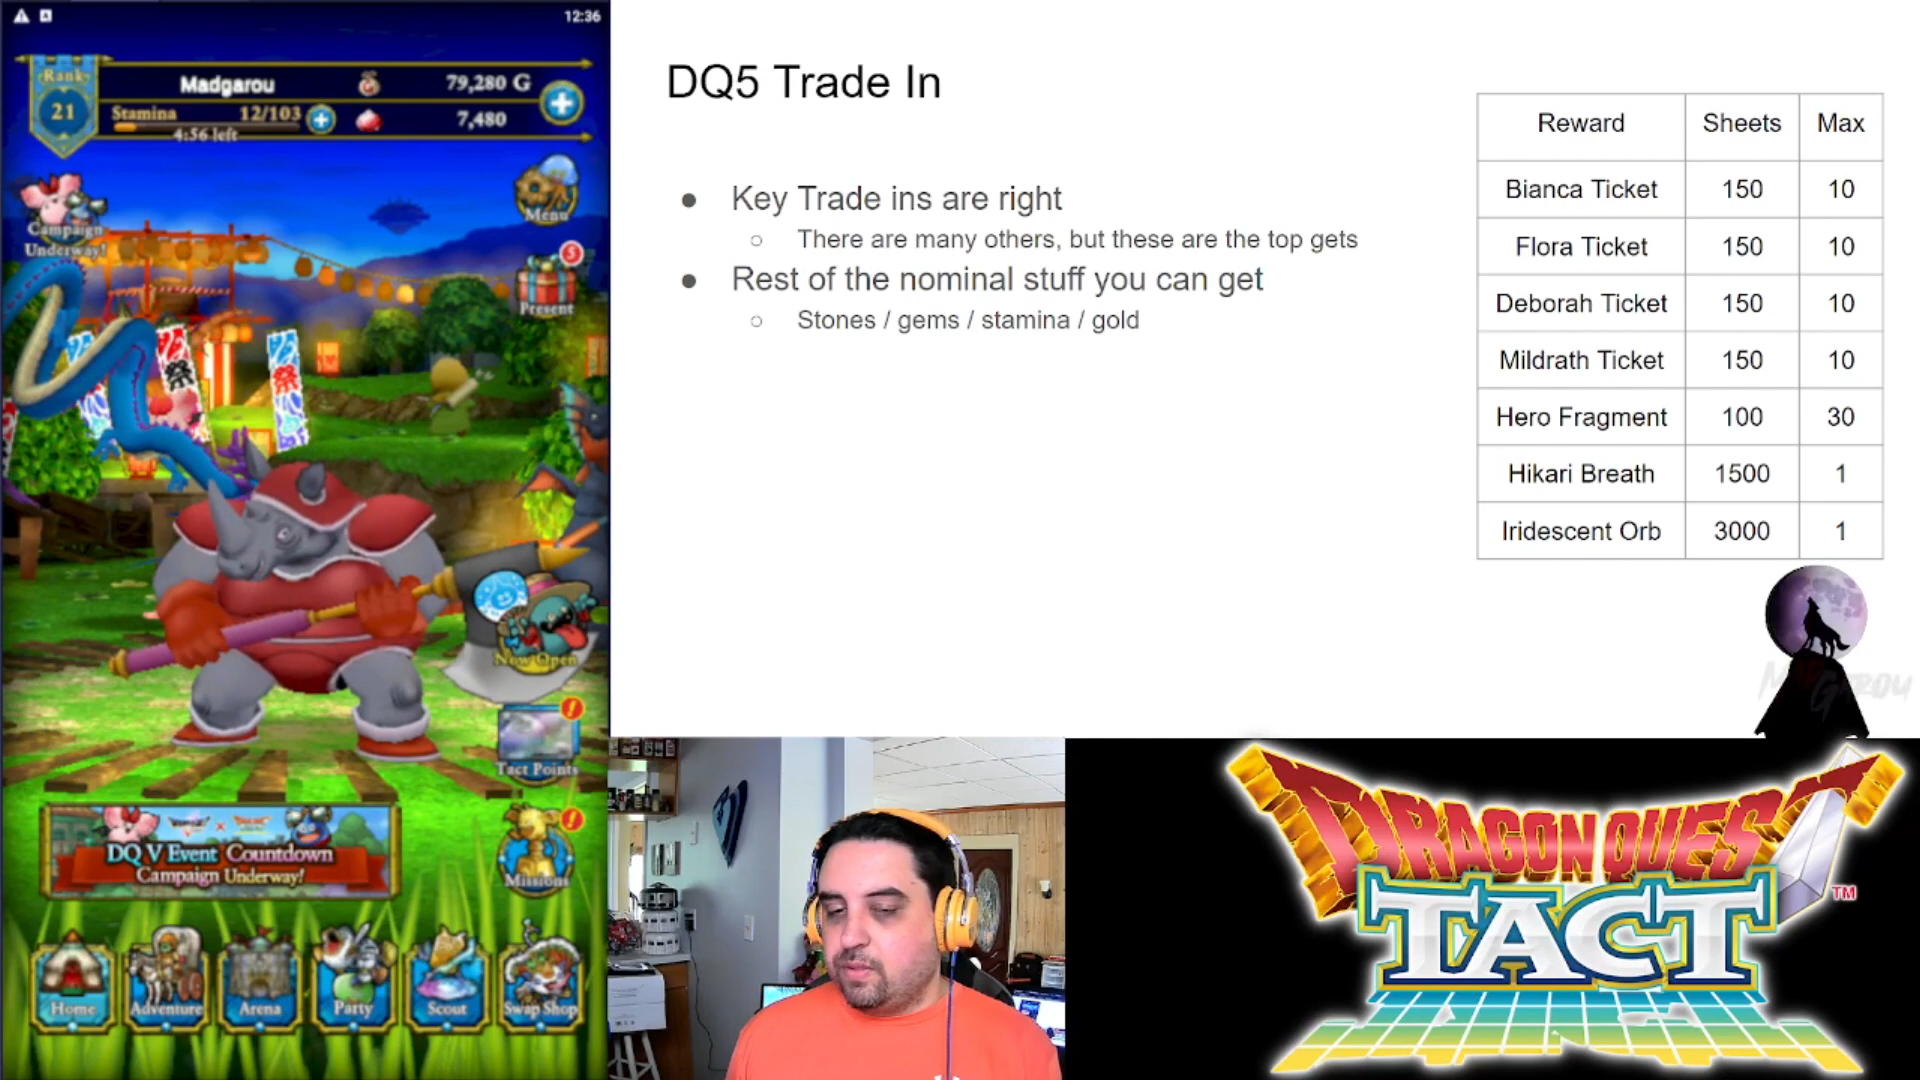 12:36
Rank
21
Madgarou
79,280 G
Stamina
12/103
4:56 left
7,480
Campaign
Underway!
Menu
5
Present
祭
祭
Now Open
Tact Points
DQ V Event Countdown
Campaign Underway!
Missions
Home
Adventure
Arena
Party
Scout
Swap Shop
DQ5 Trade In
Key Trade ins are right
There are many others, but these are the top gets
Rest of the nominal stuff you can get
Stones / gems / stamina / gold
Reward Sheets Max
Bianca Ticket 150 10
Flora Ticket 150 10
Deborah Ticket 150 10
Mildrath Ticket 150 10
Hero Fragment 100 30
Hikari Breath 1500 1
Iridescent Orb 3000 1
DRAGON QUEST
TACT
TM